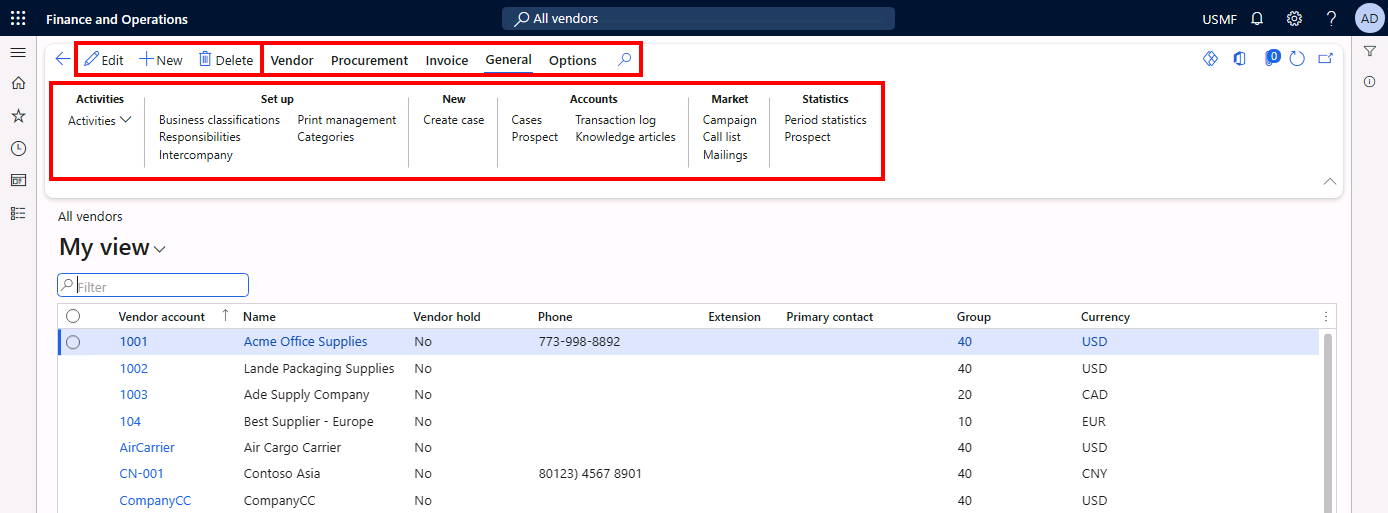 Finance and Operations All vendors USMF ? AD
Edit New Delete Vendor Procurement Invoice General Options 0
Activities Set up New Accounts Market Statistics
Activities Business classifications Print management Create case Cases Transaction log Campaign Period statistics
Responsibilities Categories Prospect Knowledge articles Call list Prospect
Intercompany Mailings
All vendors
My view
Filter
Vendor account Name Vendor hold Phone Extension Primary contact Group Currency
1001 Acme Office Supplies No 773-998-8892 40 USD
1002 Lande Packaging Supplies No 40 USD
1003 Ade Supply Company No 20 CAD
104 Best Supplier - Europe No 10 EUR
AirCarrier Air Cargo Carrier No 40 USD
CN-001 Contoso Asia No 80123) 4567 8901 40 CNY
CompanyCC CompanyCC No 40 USD